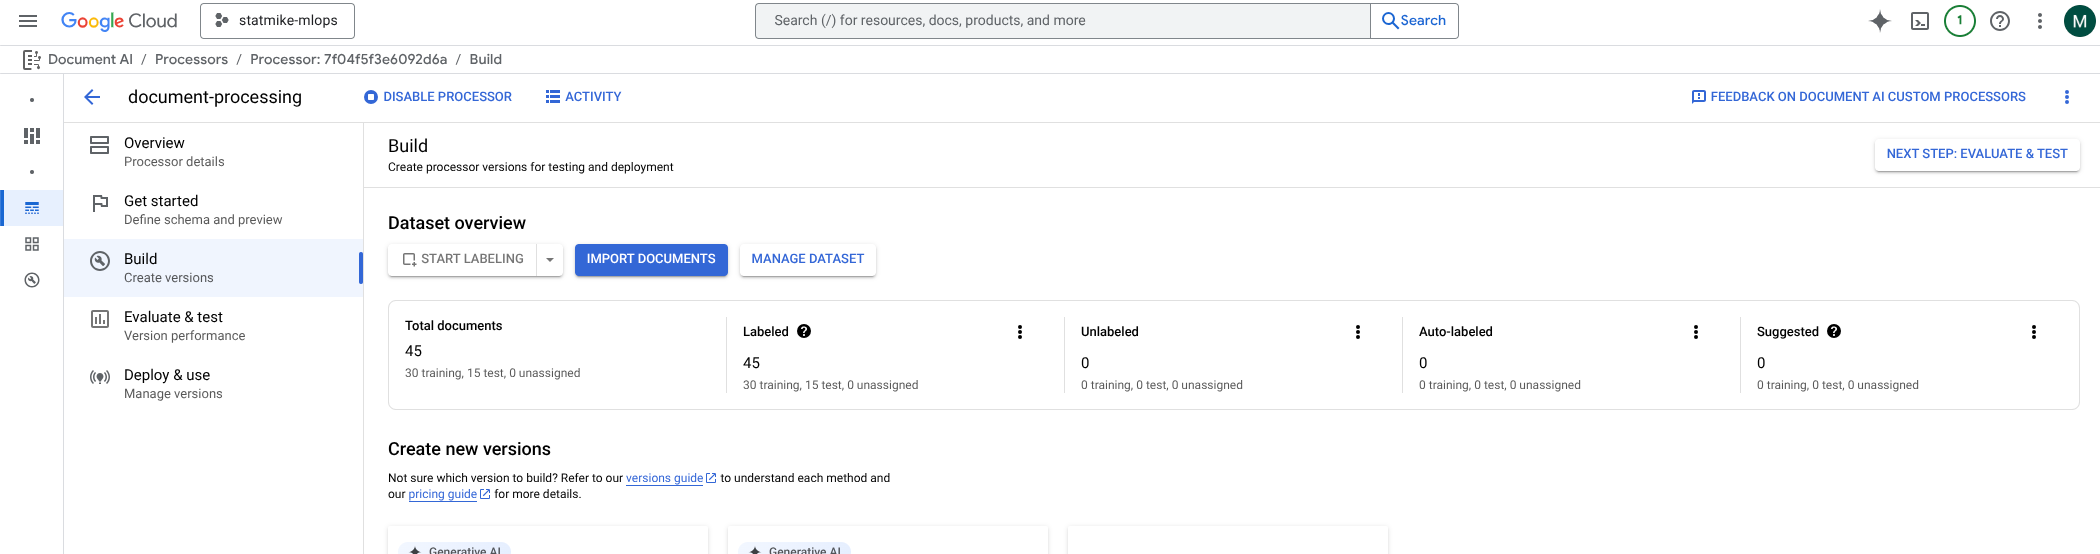 Google Cloud
statmike-mlops
Search (/) for resources, docs, products, and more
Search
1
M
Document AI / Processors / Processor: 7f04f5f3e6092d6a / Build
document-processing
DISABLE PROCESSOR
ACTIVITY
FEEDBACK ON DOCUMENT AI CUSTOM PROCESSORS
Overview
Processor details
Get started
Define schema and preview
Build
Create versions
Evaluate & test
Version performance
Deploy & use
Manage versions
Build
Create processor versions for testing and deployment
NEXT STEP: EVALUATE & TEST
Dataset overview
START LABELING
IMPORT DOCUMENTS
MANAGE DATASET
Total documents
45
30 training, 15 test, 0 unassigned
Labeled
45
30 training, 15 test, 0 unassigned
Unlabeled
0
0 training, 0 test, 0 unassigned
Auto-labeled
0
0 training, 0 test, 0 unassigned
Suggested
0
0 training, 0 test, 0 unassigned
Create new versions
Not sure which version to build? Refer to our versions guide to understand each method and
our pricing guide for more details.
Generative AI
Generative AI